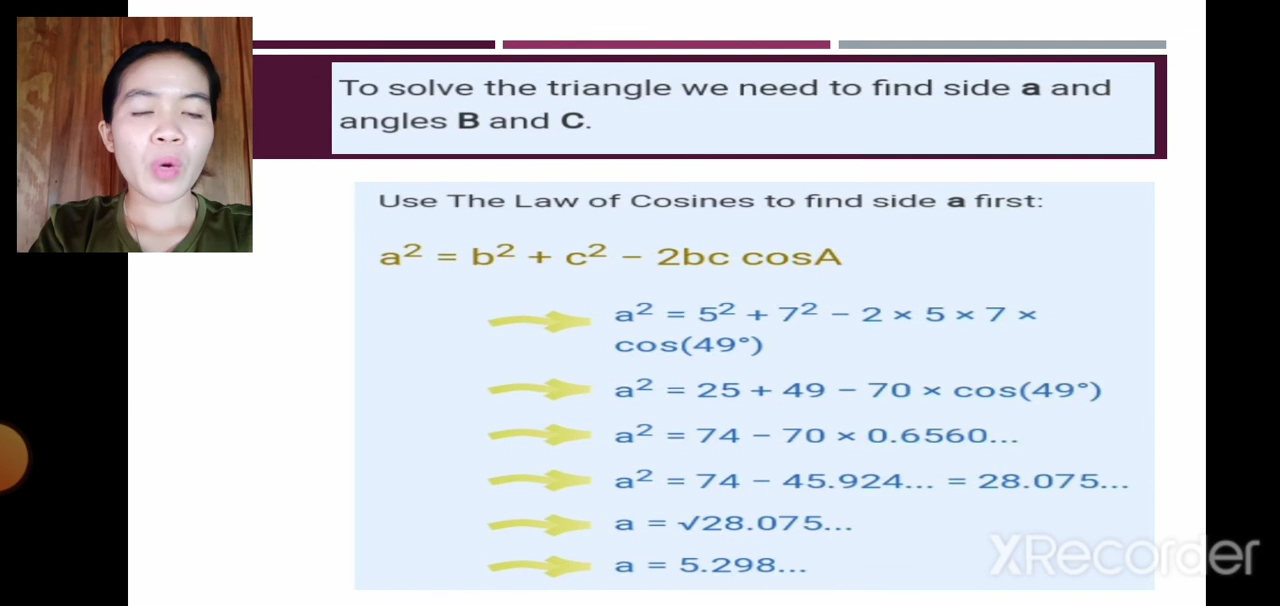 To solve the triangle we need to find side a and
angles B and C.
Use The Law of Cosines to find side a first:
a² = b² + c² − 2bc cosA
a² = 5² + 7² − 2 × 5 × 7 ×
cos(49°)
a² = 25 + 49 − 70 × cos(49°)
a² = 74 − 70 × 0.6560...
a² = 74 − 45.924... = 28.075...
a = √28.075...
a = 5.298...
XRecorder